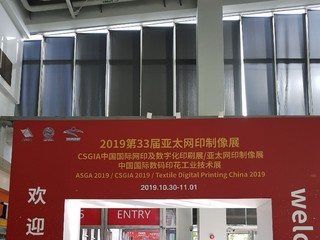 2019第33届亚太网印制像展
CSGIA中国国际网印及数字化印刷展/亚太网印制像展
中国国际数码印花工业技术展
ASGA 2019 / CSGIA 2019 / Textile Digital Printing China 2019
2019.10.30-11.01
欢迎
welcome
ENTRY